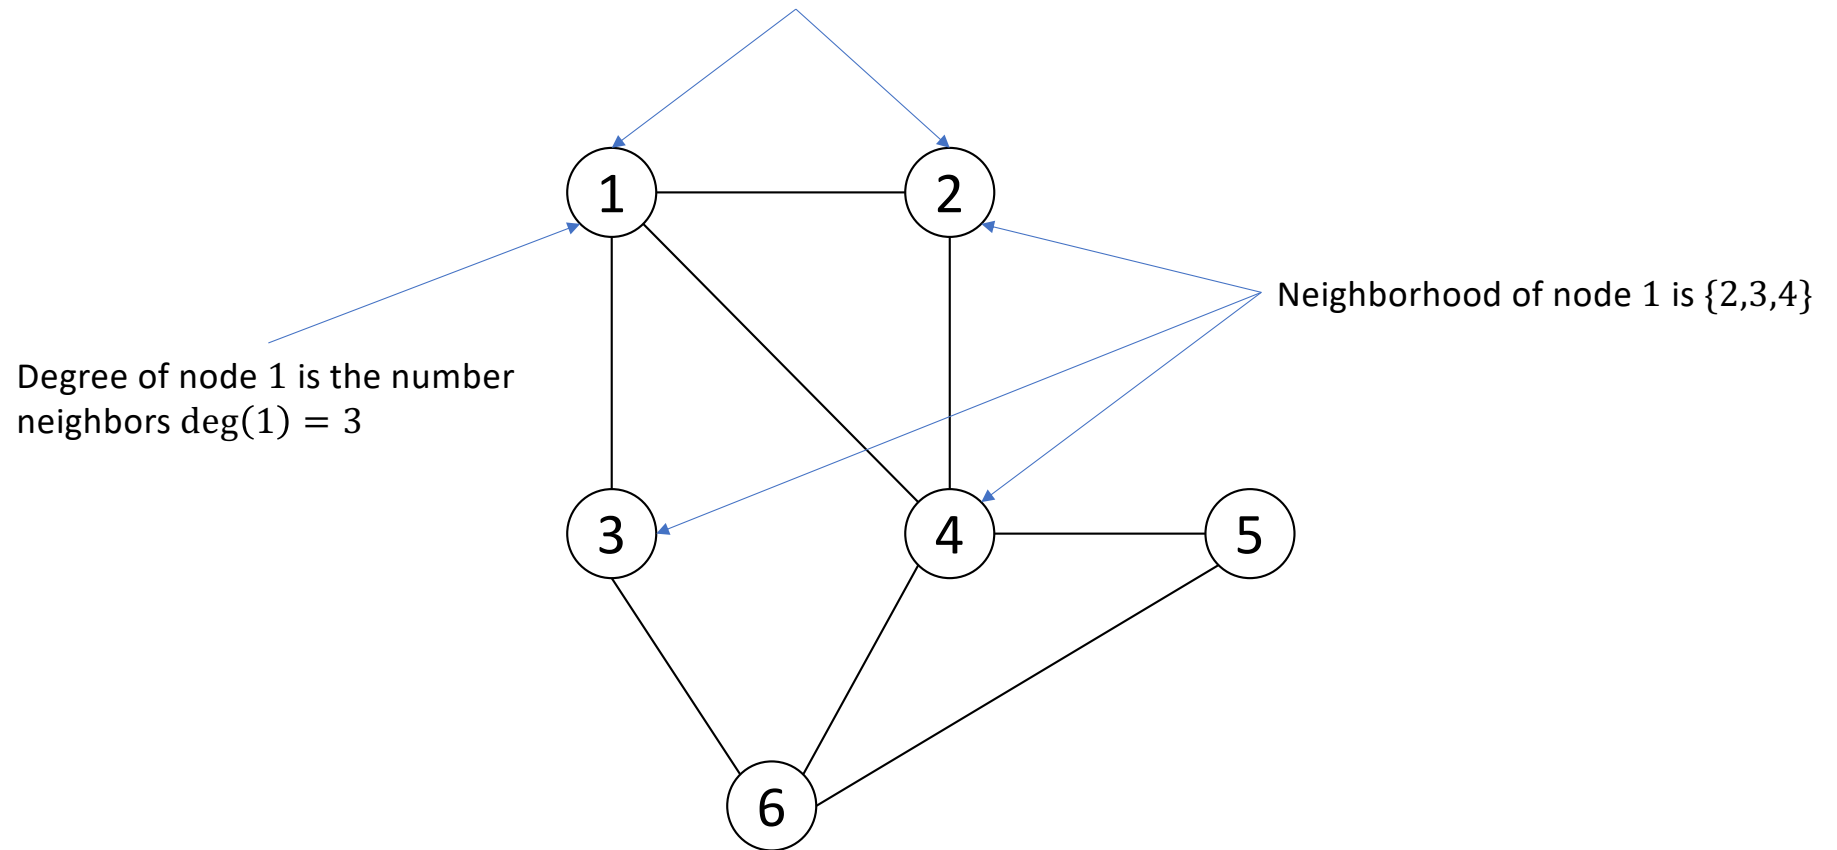 1
2
Neighborhood of node 1 is {2,3,4}
Degree of node 1 is the number
neighbors deg(1) = 3
3
4
5
6